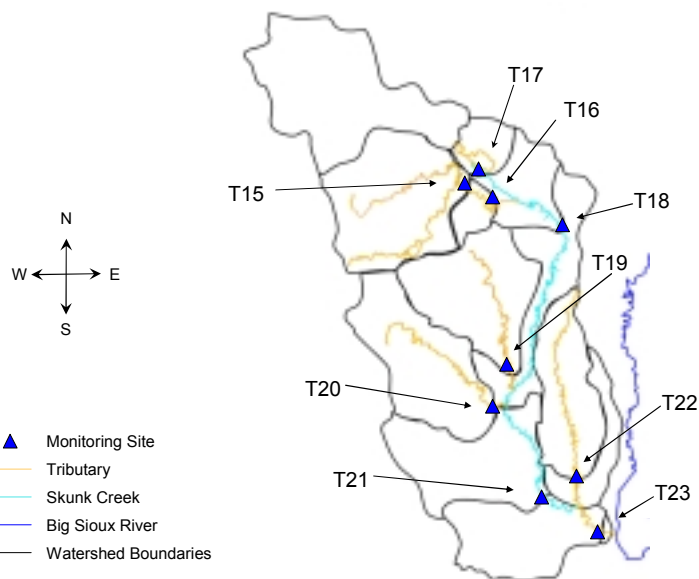 T17
T16
T15
T18
N
W E
S
T19
T20
T22
T21
T23
Monitoring Site
Tributary
Skunk Creek
Big Sioux River
Watershed Boundaries